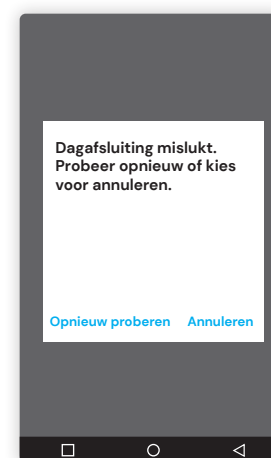 Dagafsluiting mislukt.
Probeer opnieuw of kies
voor annuleren.
Opnieuw proberen Annuleren